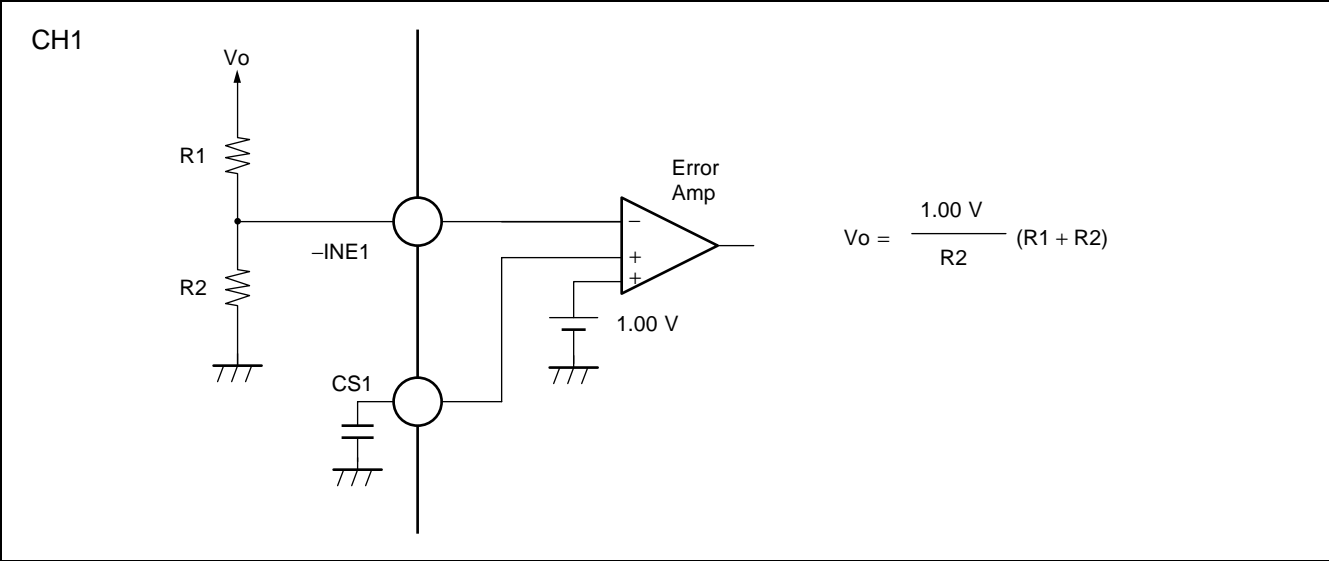 CH1
Vo
R1
R2
−INE1
CS1
Error
Amp
−
+
+
1.00 V
Vo = 1.00 V / R2 (R1 + R2)